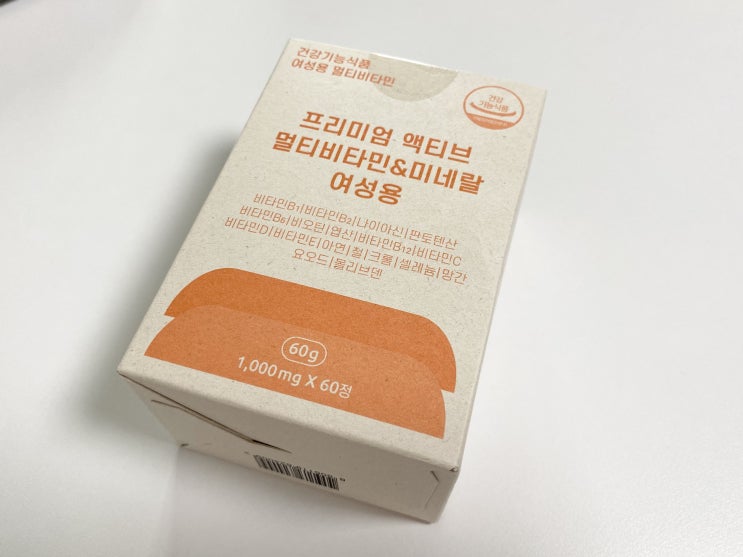 건강기능식품
여성용 멀티비타민
건강
기능식품
프리미엄 액티브
멀티비타민&미네랄
여성용
비타민B₁|비타민B₂|나이아신|판토텐산
비타민B₆|비오틴|엽산|비타민B₁₂|비타민C
비타민D|비타민E|아연|철|크롬|셀레늄|망간
요오드|몰리브덴
60g
1,000mg X 60정